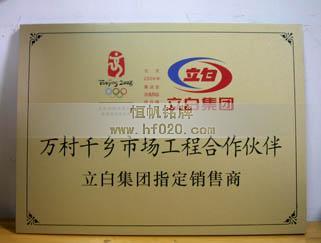 Beijing 2008
立白
立白集团
恒帆铭牌
www.hf020.com
万村千乡市场工程合作伙伴
立白集团指定销售商